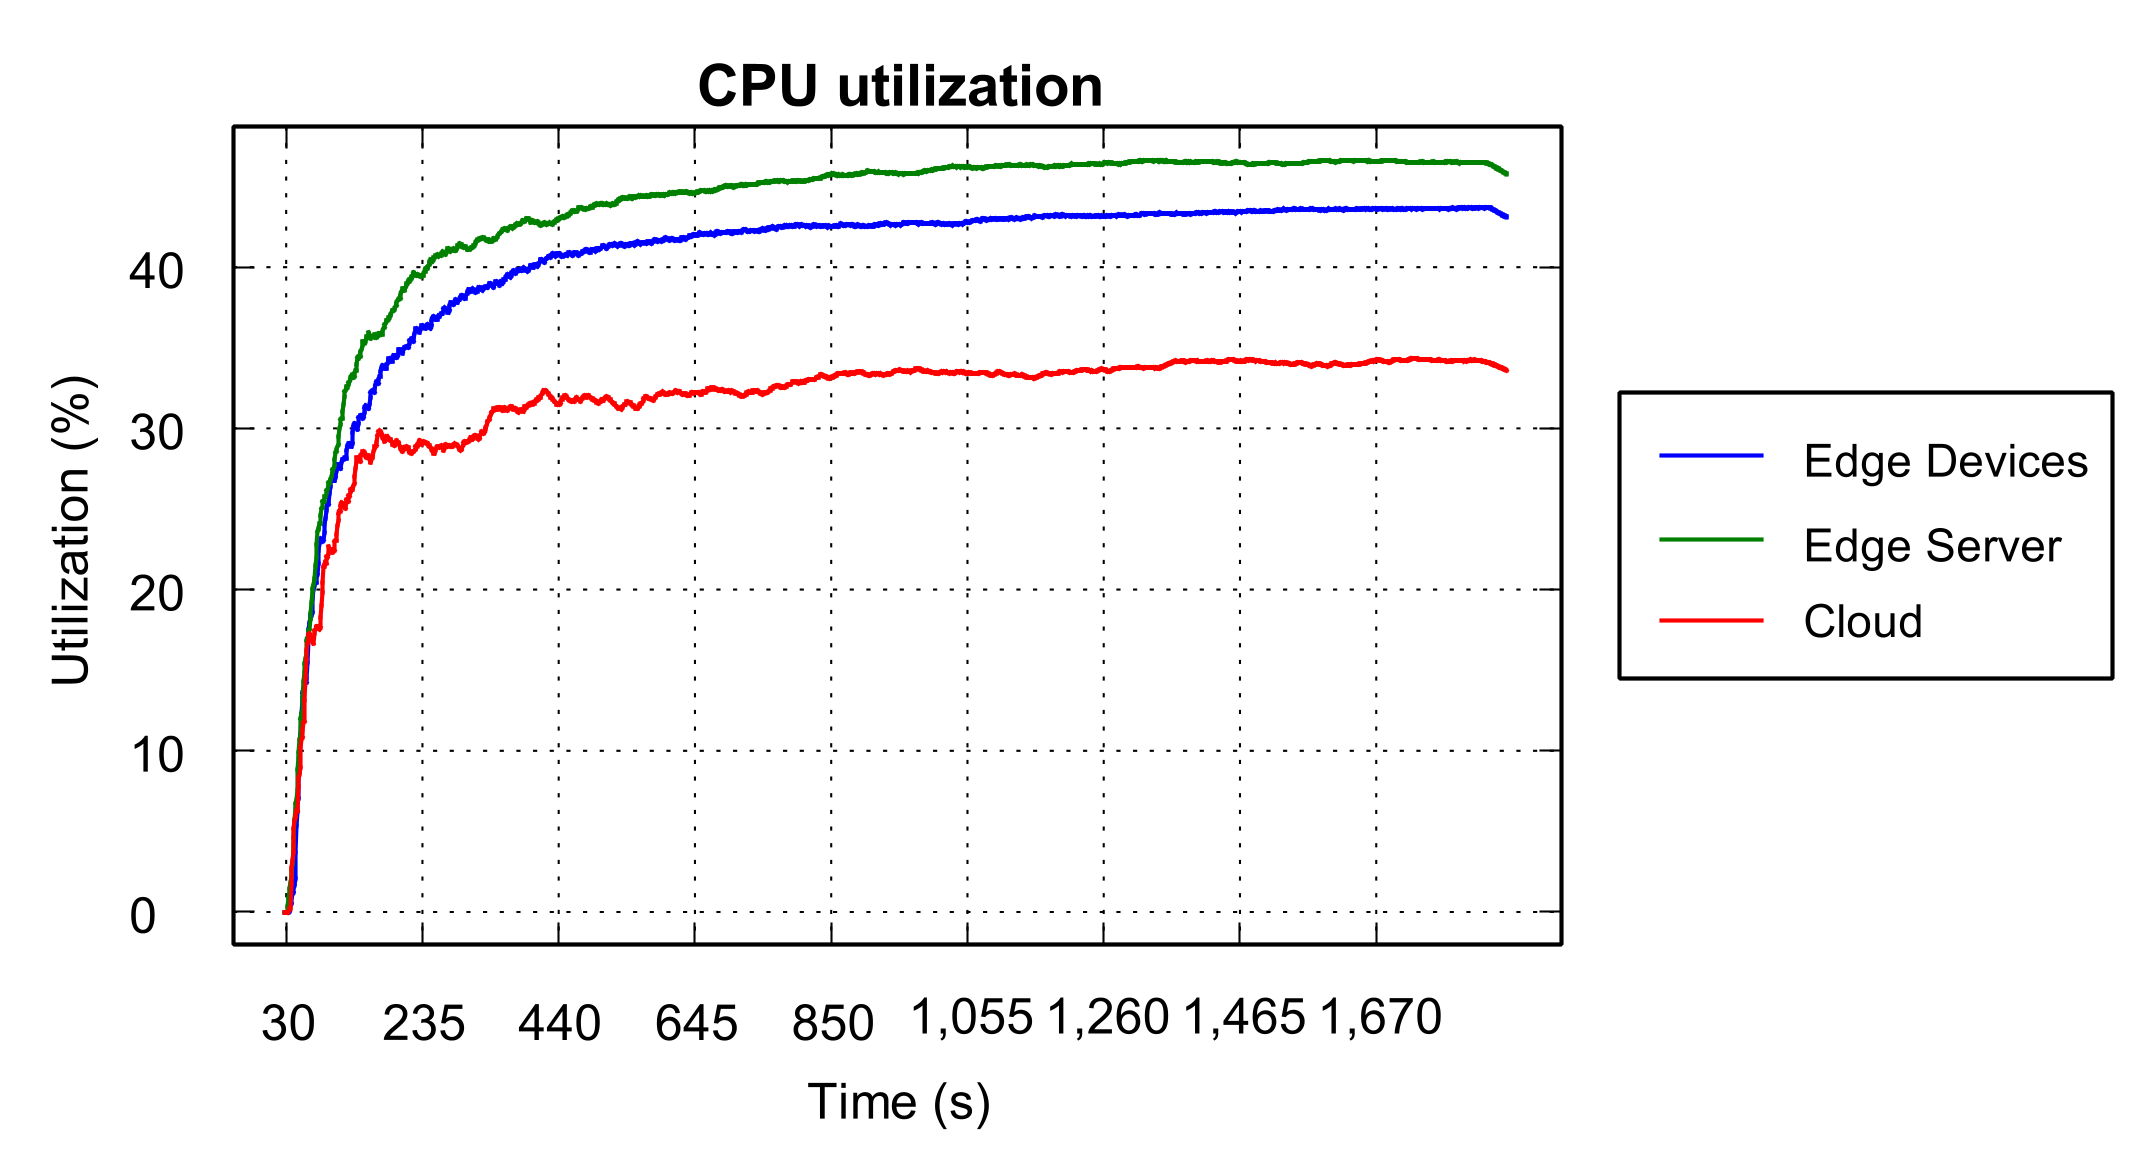 CPU utilization
Utilization (%)
40
30
20
10
0
30 235 440 645 850 1,055 1,260 1,465 1,670
Time (s)
Edge Devices
Edge Server
Cloud